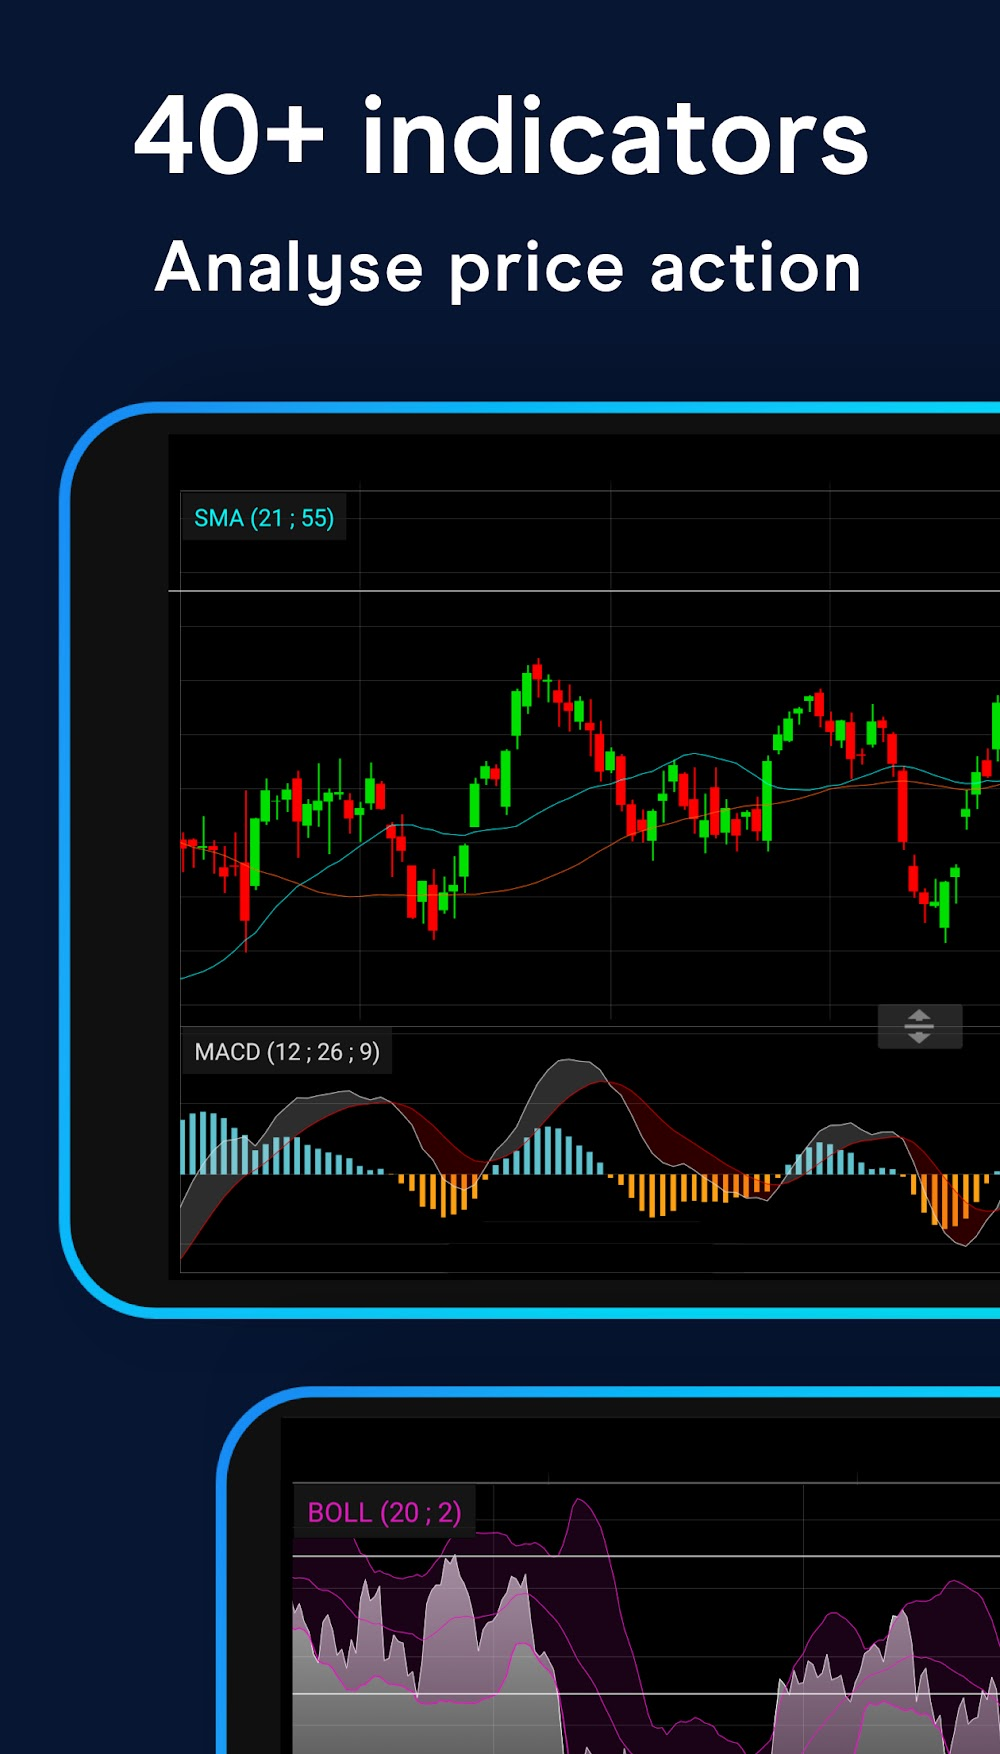 40+ indicators
Analyse price action
SMA (21 ; 55)
MACD (12 ; 26 ; 9)
BOLL (20 ; 2)